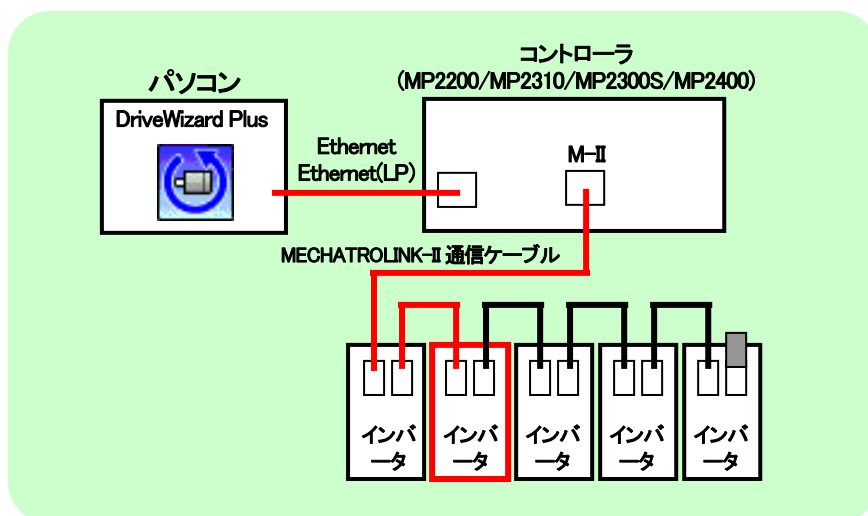 コントローラ
(MP2200/MP2310/MP2300S/MP2400)
パソコン
DriveWizard Plus
Ethernet
Ethernet(LP)
M-Ⅱ
MECHATROLINK-Ⅱ 通信ケーブル
インバ
ータ
インバ
ータ
インバ
ータ
インバ
ータ
インバ
ータ